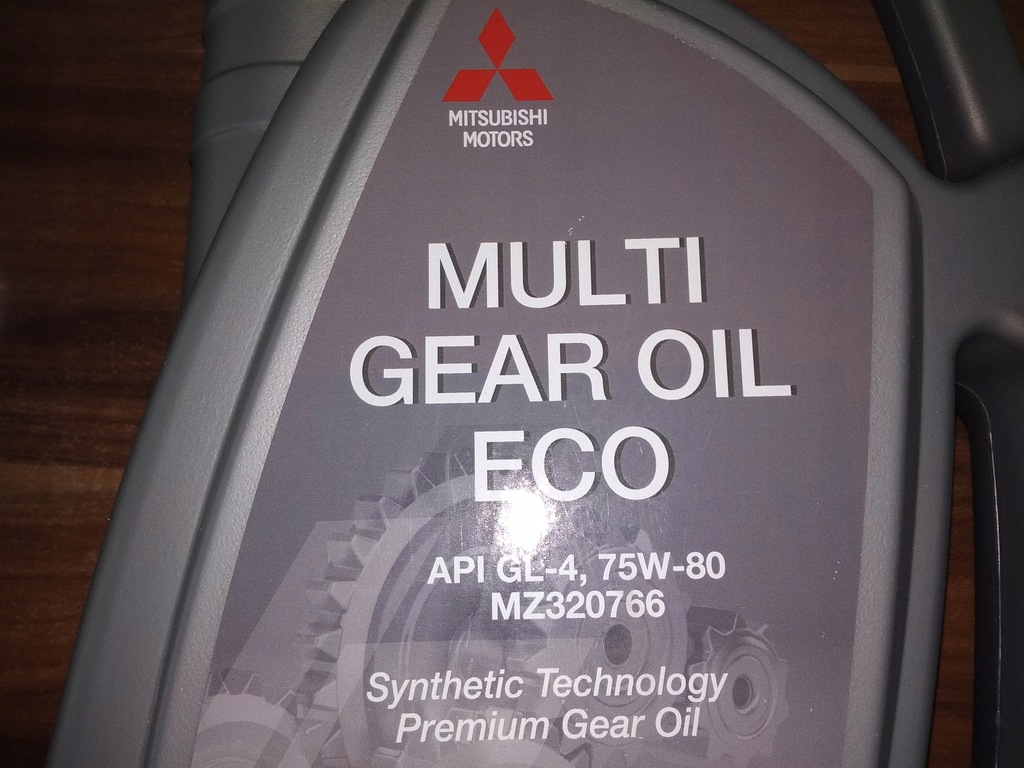 MITSUBISHI
MOTORS
MULTI
GEAR OIL
ECO
API GL-4, 75W-80
MZ320766
Synthetic Technology
Premium Gear Oil